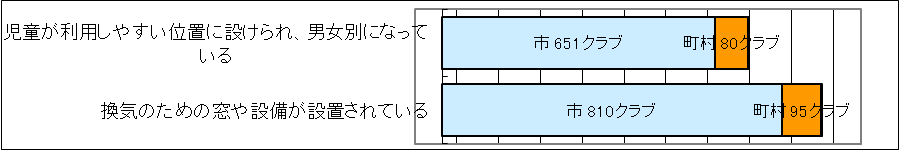 児童が利用しやすい位置に設けられ、男女別になって
いる
市 651クラブ
町村 80クラブ
換気のための窓や設備が設置されている
市 810クラブ
町村 95クラブ